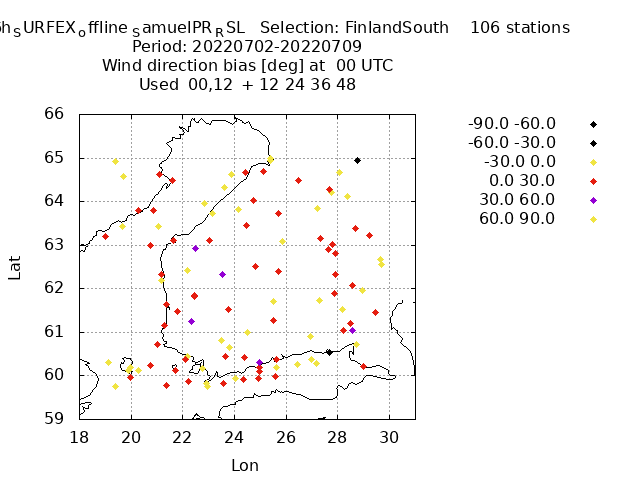 h_SURFEX_offline_SamuelPR_RSL Selection: FinlandSouth 106 stations
Period: 20220702-20220709
Wind direction bias [deg] at 00 UTC
Used 00,12 + 12 24 36 48
-90.0 -60.0
-60.0 -30.0
-30.0 0.0
0.0 30.0
30.0 60.0
60.0 90.0
66
65
64
63
62
61
60
59
18 20 22 24 26 28 30
Lat
Lon